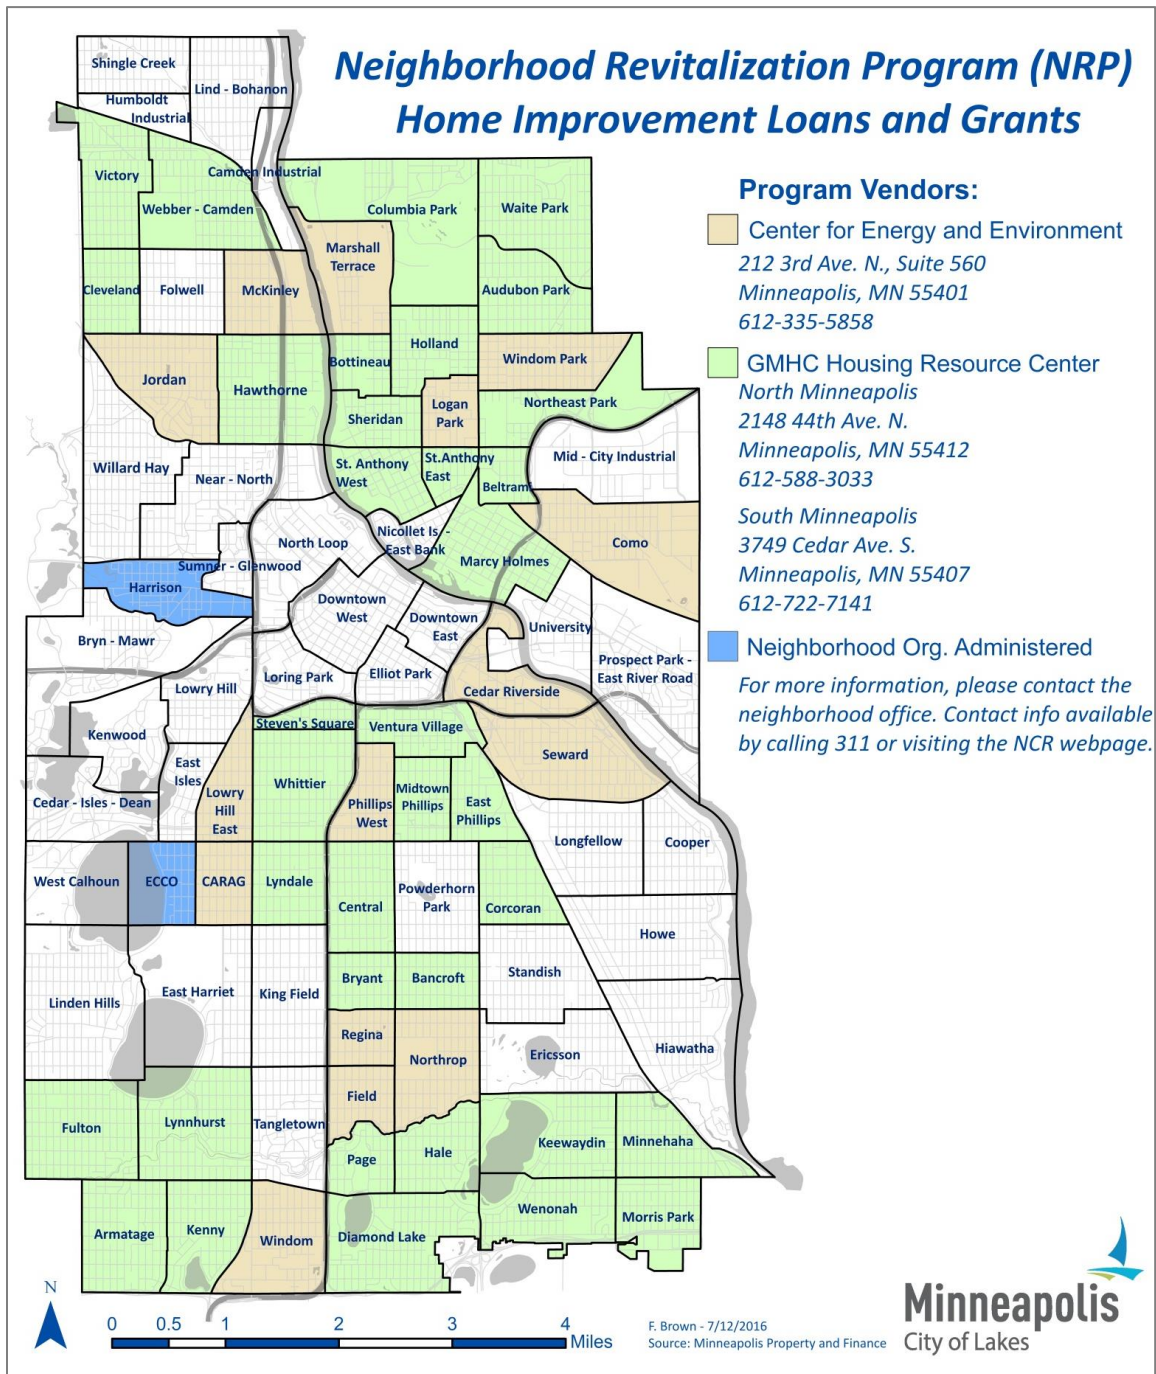 Neighborhood Revitalization Program (NRP)
Home Improvement Loans and Grants
Program Vendors:
Center for Energy and Environment
212 3rd Ave. N., Suite 560
Minneapolis, MN 55401
612-335-5858
GMHC Housing Resource Center
North Minneapolis
2148 44th Ave. N.
Minneapolis, MN 55412
612-588-3033
South Minneapolis
3749 Cedar Ave. S.
Minneapolis, MN 55407
612-722-7141
Neighborhood Org. Administered
For more information, please contact the
neighborhood office. Contact info available
by calling 311 or visiting the NCR webpage.
Shingle Creek
Lind - Bohanon
Humboldt
Industrial
Victory
Camden Industrial
Webber - Camden
Columbia Park
Waite Park
Marshall
Terrace
Cleveland
Folwell
McKinley
Audubon Park
Holland
Bottineau
Windom Park
Jordan
Hawthorne
Logan
Park
Northeast Park
Sheridan
Willard Hay
Near - North
St. Anthony
West
St.Anthony
East
Mid - City Industrial
Beltrami
North Loop
Nicollet Is. -
East Bank
Como
Sumner - Glenwood
Marcy Holmes
Harrison
Downtown
West
Downtown
East
University
Bryn - Mawr
Prospect Park -
East River Road
Lowry Hill
Loring Park
Elliot Park
Cedar Riverside
Steven's Square
Ventura Village
Kenwood
East
Isles
Seward
Lowry
Hill
East
Whittier
Phillips
West
Midtown
Phillips
East
Phillips
Cedar - Isles - Dean
Longfellow
Cooper
West Calhoun
ECCO
CARAG
Lyndale
Central
Powderhorn
Park
Corcoran
Howe
Standish
Linden Hills
East Harriet
King Field
Bryant
Bancroft
Regina
Northrop
Ericsson
Hiawatha
Field
Fulton
Lynnhurst
Tangletown
Page
Hale
Keewaydin
Minnehaha
Wenonah
Morris Park
Armatage
Kenny
Windom
Diamond Lake
N
0 0.5 1 2 3 4
Miles
F. Brown - 7/12/2016
Source: Minneapolis Property and Finance
Minneapolis
City of Lakes